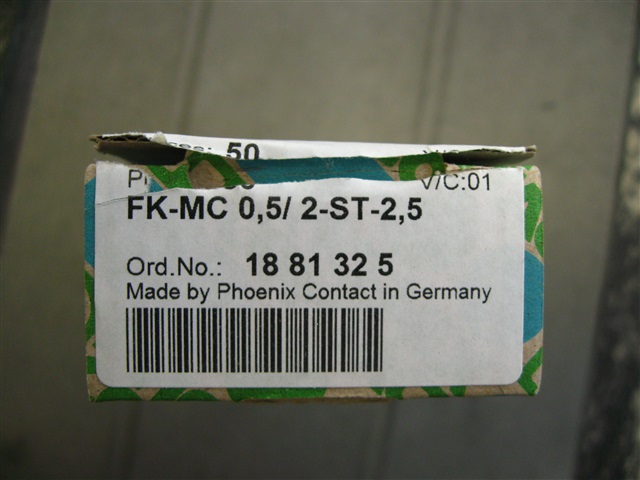 50
V/C:01
FK-MC 0,5/ 2-ST-2,5
Ord.No.: 18 81 32 5
Made by Phoenix Contact in Germany